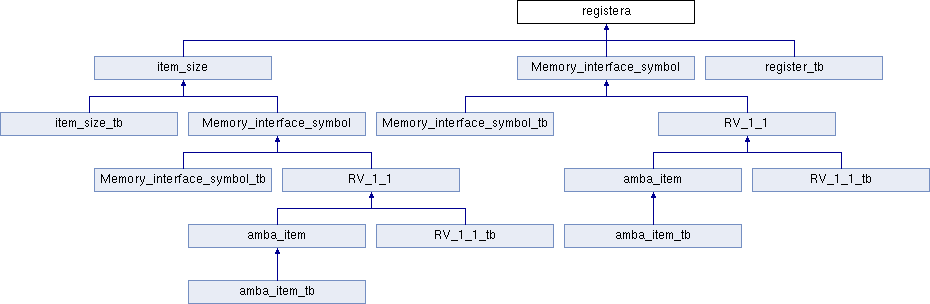 registera
item_size
Memory_interface_symbol
register_tb
item_size_tb
Memory_interface_symbol
Memory_interface_symbol_tb
RV_1_1
Memory_interface_symbol_tb
RV_1_1
amba_item
RV_1_1_tb
amba_item
RV_1_1_tb
amba_item_tb
amba_item_tb